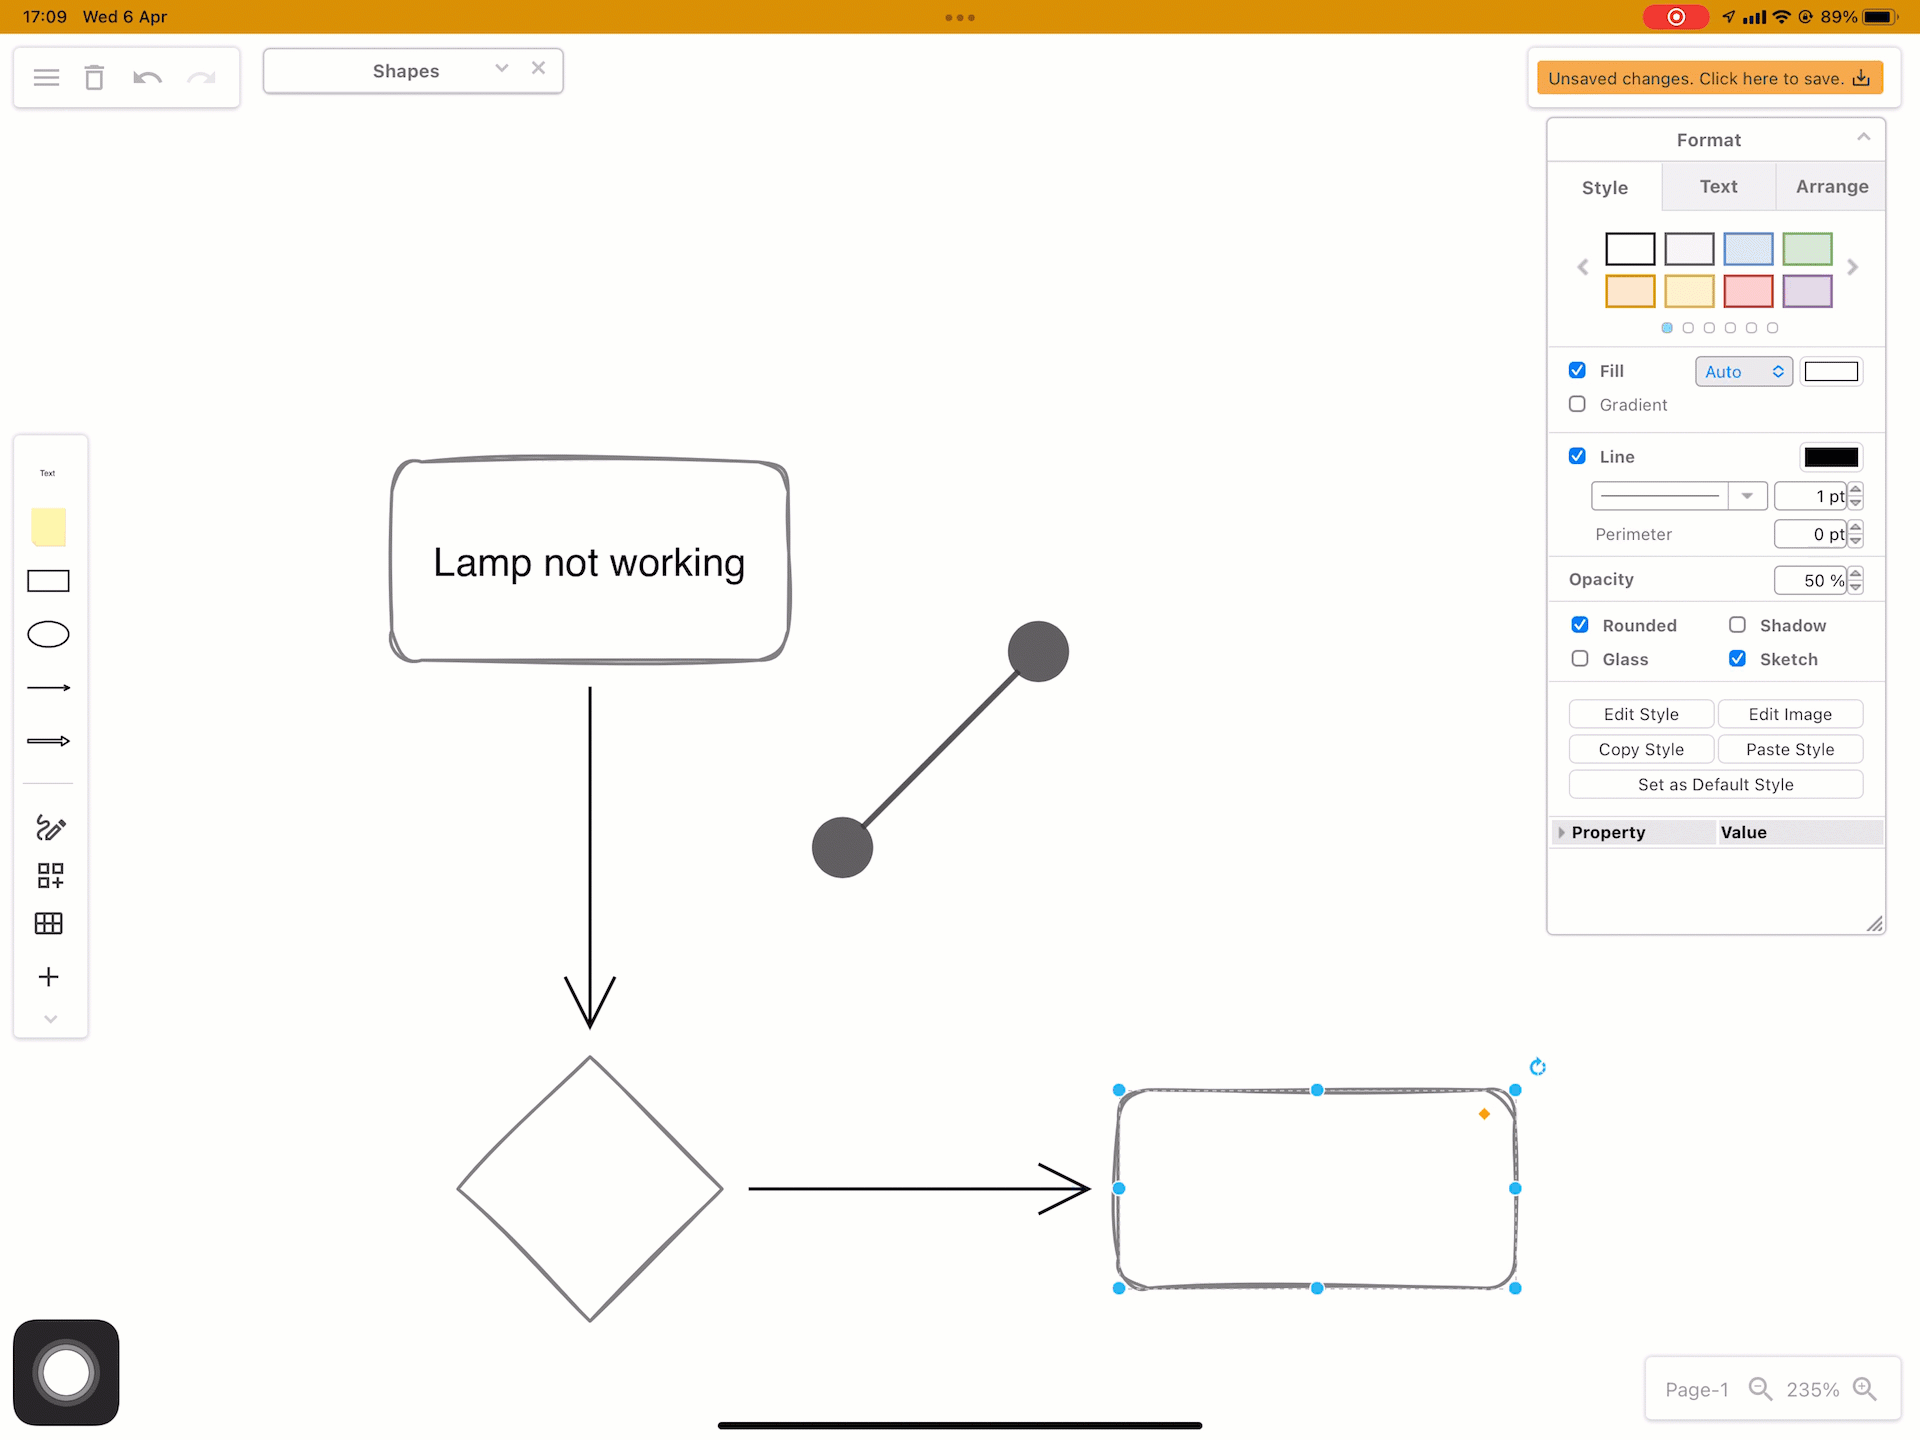 17:09 Wed 6 Apr
89%
Shapes
Unsaved changes. Click here to save.
Format
Style Text Arrange
Fill Auto
Gradient
Line
1 pt
Perimeter 0 pt
Opacity 50 %
Rounded Shadow
Glass Sketch
Edit Style Edit Image
Copy Style Paste Style
Set as Default Style
Property Value
Text
Lamp not working
Page-1 235%